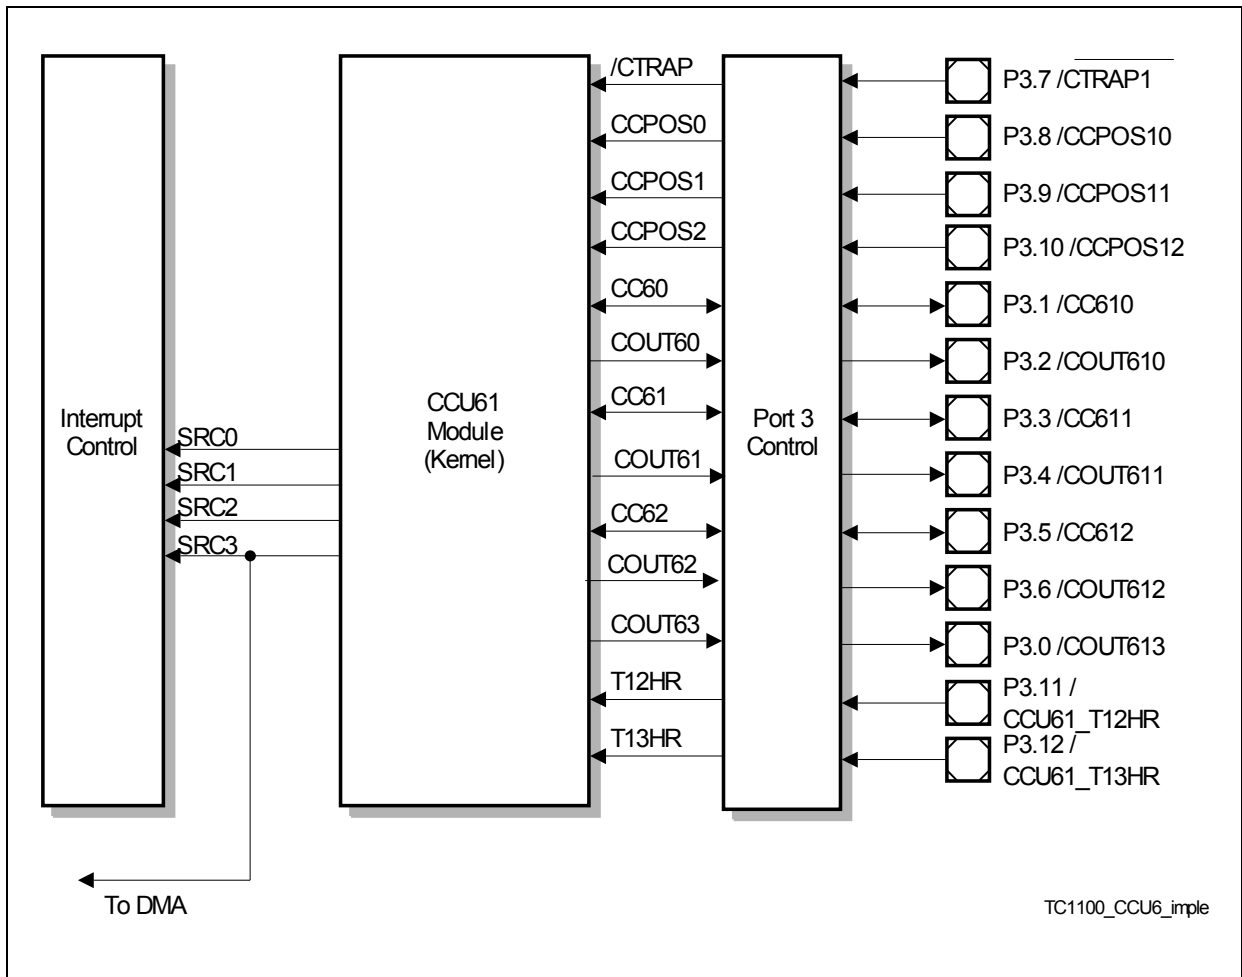 /CTRAP
P3.7 /CTRAP1
CCPOS0
P3.8 /CCPOS10
CCPOS1
P3.9 /CCPOS11
CCPOS2
P3.10 /CCPOS12
CC60
P3.1 /CC610
COUT60
P3.2 /COUT610
CC61
P3.3 /CC611
Interrupt
Control
CCU61
Module
(Kernel)
Port 3
Control
SRC0
SRC1
SRC2
SRC3
COUT61
P3.4 /COUT611
CC62
P3.5 /CC612
COUT62
P3.6 /COUT612
COUT63
P3.0 /COUT613
T12HR
P3.11 /
CCU61_T12HR
T13HR
P3.12 /
CCU61_T13HR
To DMA
TC1100_CCU6_imple